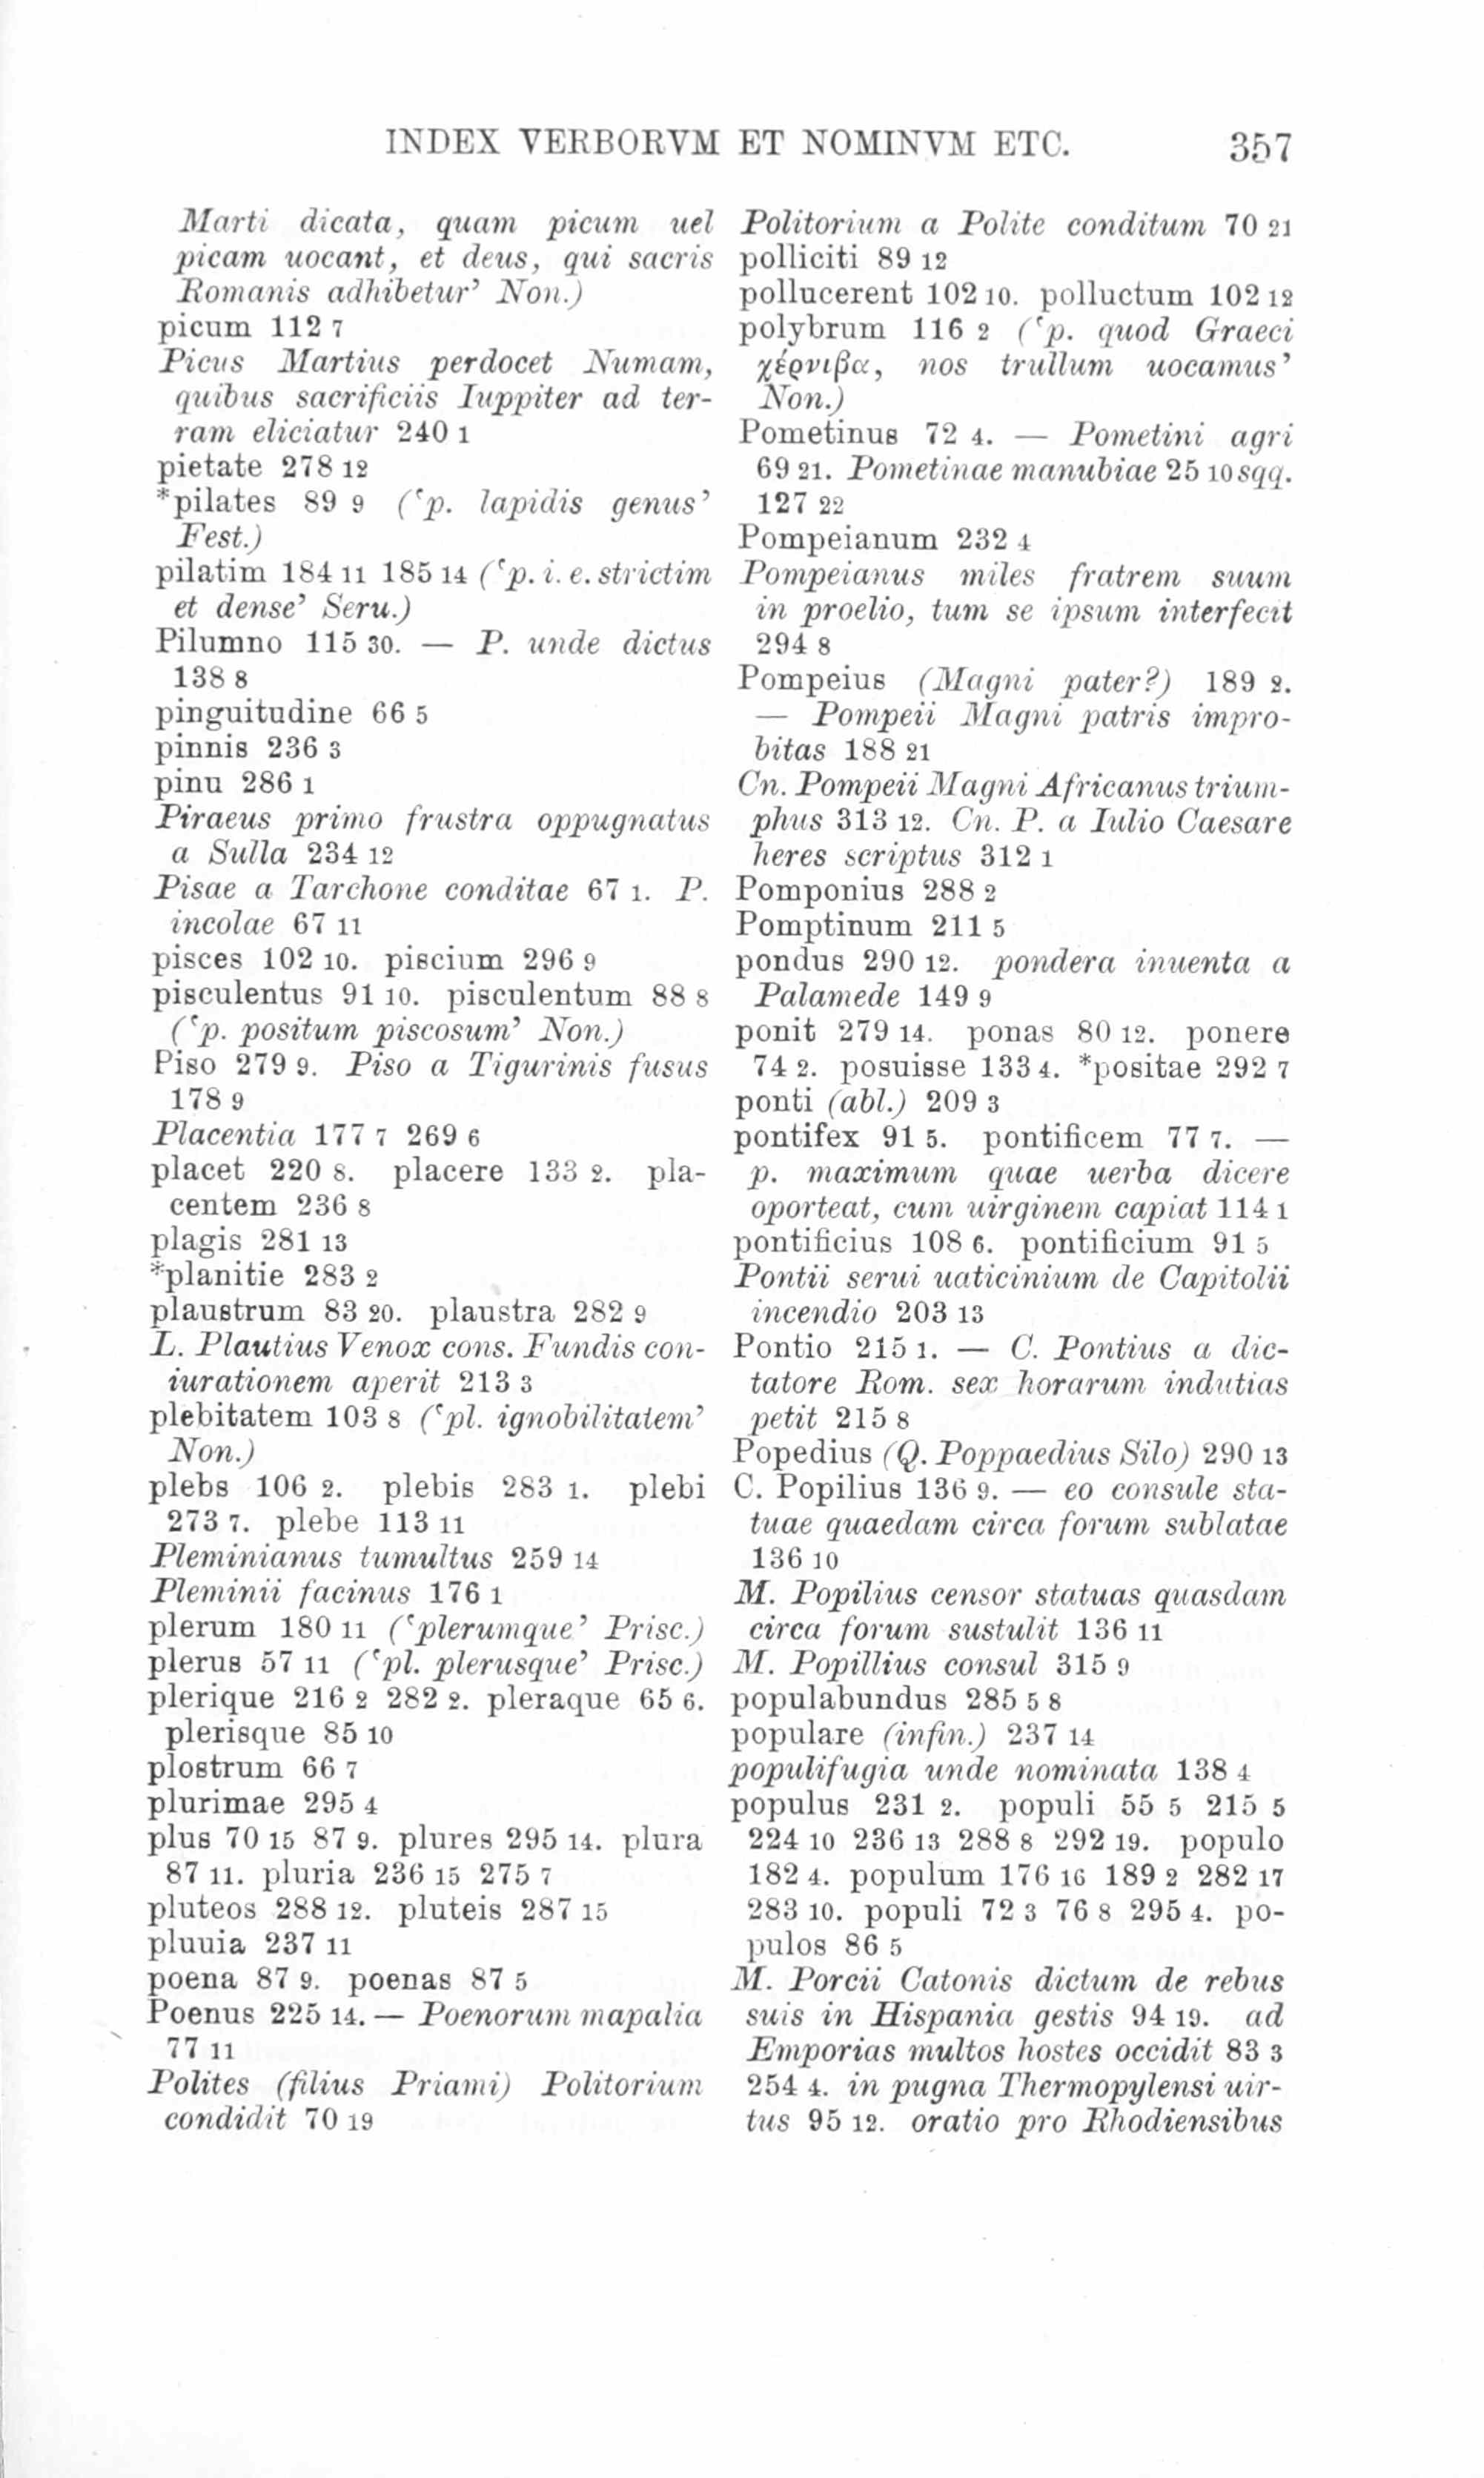 INDEX VERBORVM ET NOMINVM ETC. 357
Marti dicata, quam picum uel
picam uocant, et deus, qui sacris
Romanis adhibetur’ Non.)
picum 112 7
Picus Martius perdocet Numam,
quibus sacrificiis Iuppiter ad ter-
ram eliciatur 240 1
pietate 278 12
*pilates 89 9 (‘p. lapidis genus’
Fest.)
pilatim 184 11 185 14 (‘p. i. e. strictim
et dense’ Seru.)
Pilumno 115 30. — P. unde dictus
138 8
pinguitudine 66 5
pinnis 236 3
pinu 286 1
Piraeus primo frustra oppugnatus
a Sulla 234 12
Pisae a Tarchone conditae 67 1. P.
incolae 67 11
pisces 102 10. piscium 296 9
pisculentus 91 10. pisculentum 88 8
(‘p. positum piscosum’ Non.)
Piso 279 9. Piso a Tigurinis fusus
178 9
Placentia 177 7 269 6
placet 220 8. placere 133 2. pla-
centem 236 8
plagis 281 13
*planitie 283 2
plaustrum 83 20. plaustra 282 9
L. Plautius Venox cons. Fundis con-
iurationem aperit 213 3
plebitatem 103 8 (‘pl. ignobilitatem’
Non.)
plebs 106 2. plebis 283 1. plebi
273 7. plebe 113 11
Pleminianus tumultus 259 14
Pleminii facinus 176 1
plerum 180 11 (‘plerumque’ Prisc.)
plerus 57 11 (‘pl. plerusque’ Prisc.)
plerique 216 2 282 2. pleraque 65 6.
plerisque 85 10
plostrum 66 7
plurimae 295 4
plus 70 15 87 9. plures 295 14. plura
87 11. pluria 236 15 275 7
pluteos 288 12. pluteis 287 15
pluuia 237 11
poena 87 9. poenas 87 5
Poenus 225 14. — Poenorum mapalia
77 11
Polites (filius Priami) Politorium
condidit 70 19
Politorium a Polite conditum 70 21
polliciti 89 12
pollucerent 102 10. polluctum 102 12
polybrum 116 2 (‘p. quod Graeci
χέρνιβα, nos trullum uocamus’
Non.)
Pometinus 72 4. — Pometini agri
69 21. Pometinae manubiae 25 10 sqq.
127 22
Pompeianum 232 4
Pompeianus miles fratrem suum
in proelio, tum se ipsum interfecit
294 8
Pompeius (Magni pater?) 189 2.
— Pompeii Magni patris impro-
bitas 188 21
Cn. Pompeii Magni Africanus trium-
phus 313 12. Cn. P. a Iulio Caesare
heres scriptus 312 1
Pomponius 288 2
Pomptinum 211 5
pondus 290 12. pondera inuenta a
Palamede 149 9
ponit 279 14. ponas 80 12. ponere
74 2. posuisse 133 4. *positae 292 7
ponti (abl.) 209 3
pontifex 91 5. pontificem 77 7. —
p. maximum quae uerba dicere
oporteat, cum uirginem capiat 114 1
pontificius 108 6. pontificium 91 5
Pontii serui uaticinium de Capitolii
incendio 203 13
Pontio 215 1. — C. Pontius a dic-
tatore Rom. sex horarum indutias
petit 215 8
Popedius (Q. Poppaedius Silo) 290 13
C. Popilius 136 9. — eo consule sta-
tuae quaedam circa forum sublatae
136 10
M. Popilius censor statuas quasdam
circa forum sustulit 136 11
M. Popillius consul 315 9
populabundus 285 5 8
populare (infin.) 237 14
populifugia unde nominata 138 4
populus 231 2. populi 55 5 215 5
224 10 236 13 288 8 292 19. populo
182 4. populum 176 16 189 2 282 17
283 10. populi 72 3 76 8 295 4. po-
pulos 86 5
M. Porcii Catonis dictum de rebus
suis in Hispania gestis 94 19. ad
Emporias multos hostes occidit 83 3
254 4. in pugna Thermopylensi uir-
tus 95 12. oratio pro Rhodiensibus